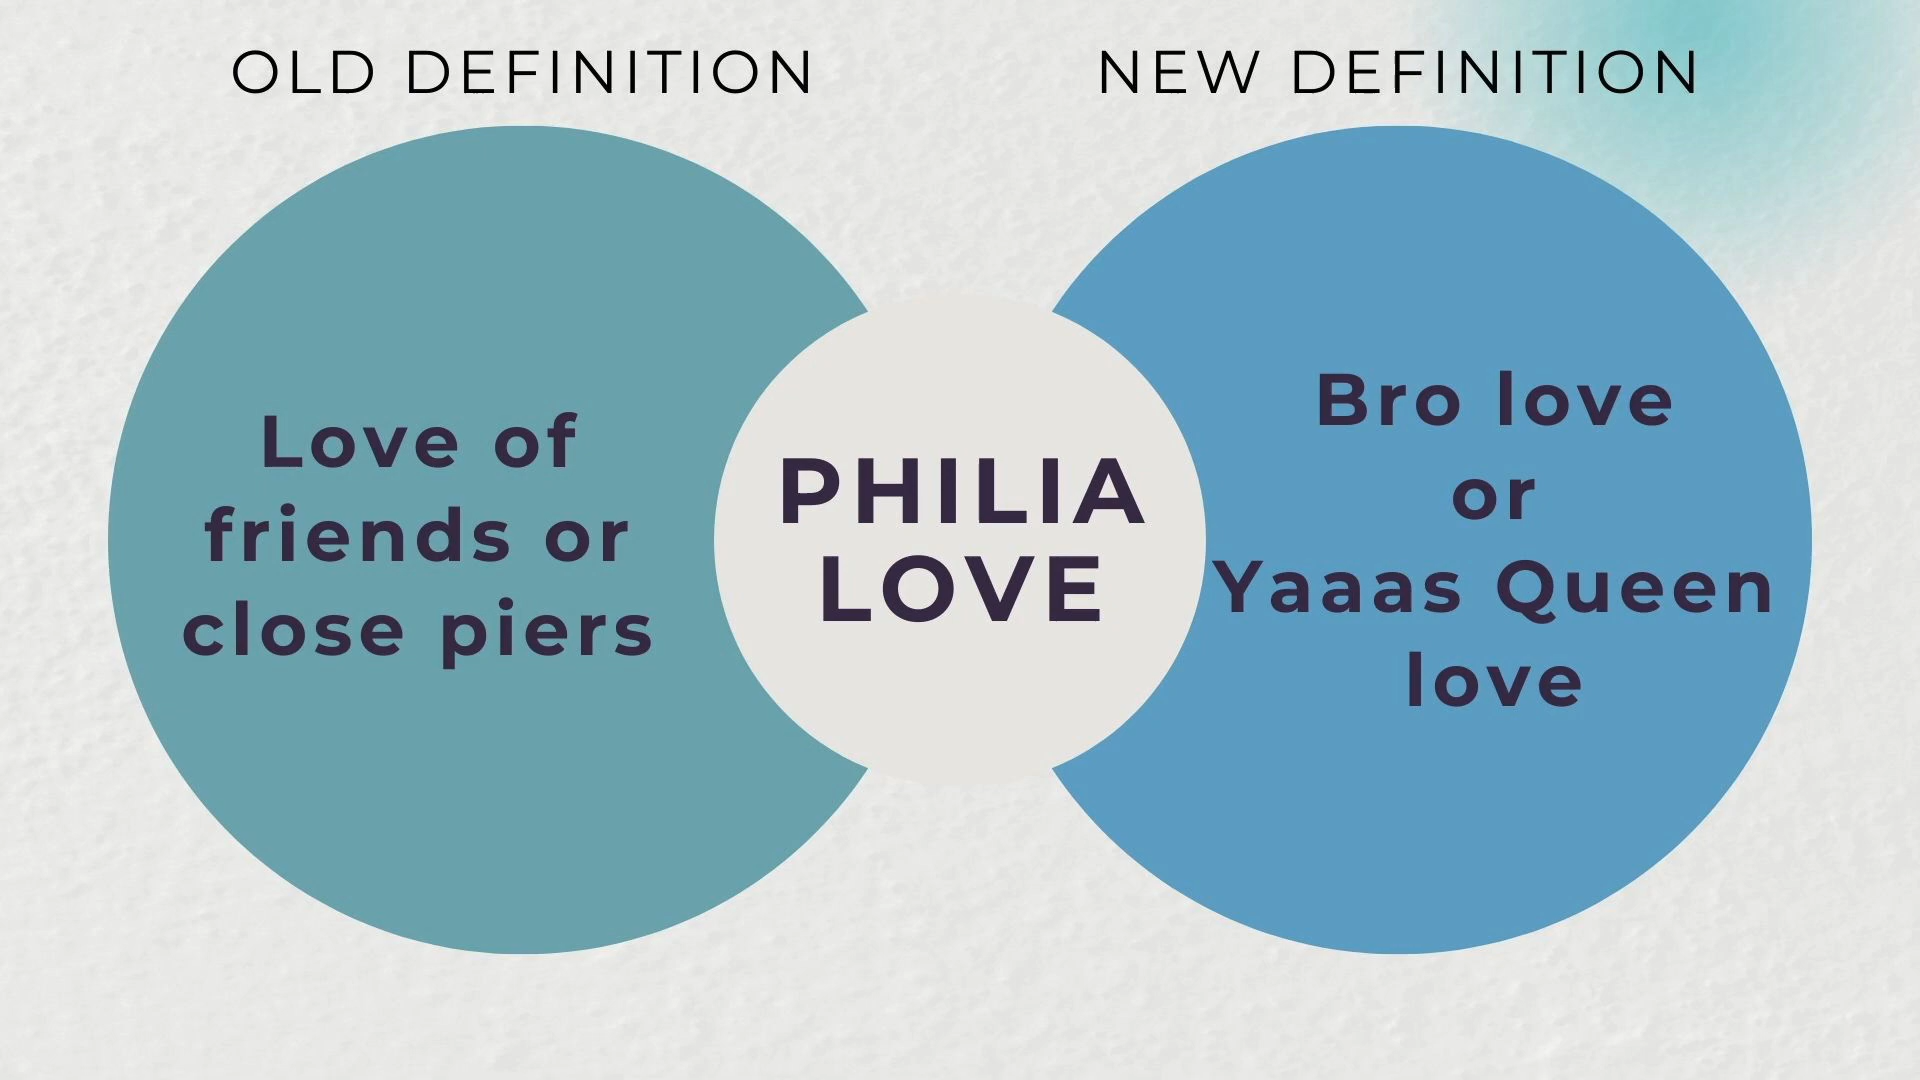 OLD DEFINITION
NEW DEFINITION
Love of
friends or
close piers
PHILIA
LOVE
Bro love
or
Yaaas Queen
love